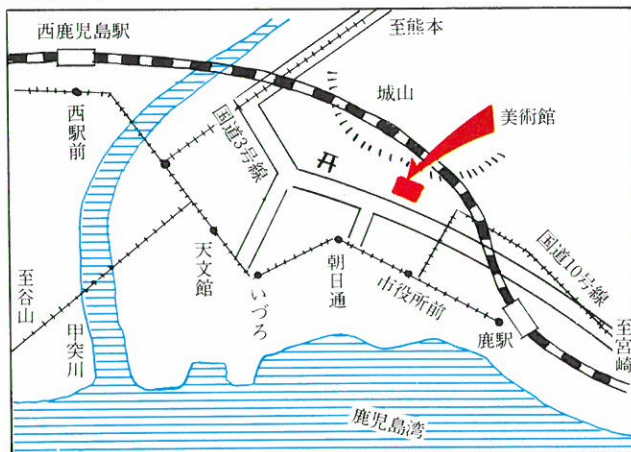 西鹿児島駅
至熊本
城山
美術館
西駅前
国道3号線
天文館
いづろ
朝日通
市役所前
国道10号線
至谷山
甲突川
鹿駅
至宮崎
鹿児島湾